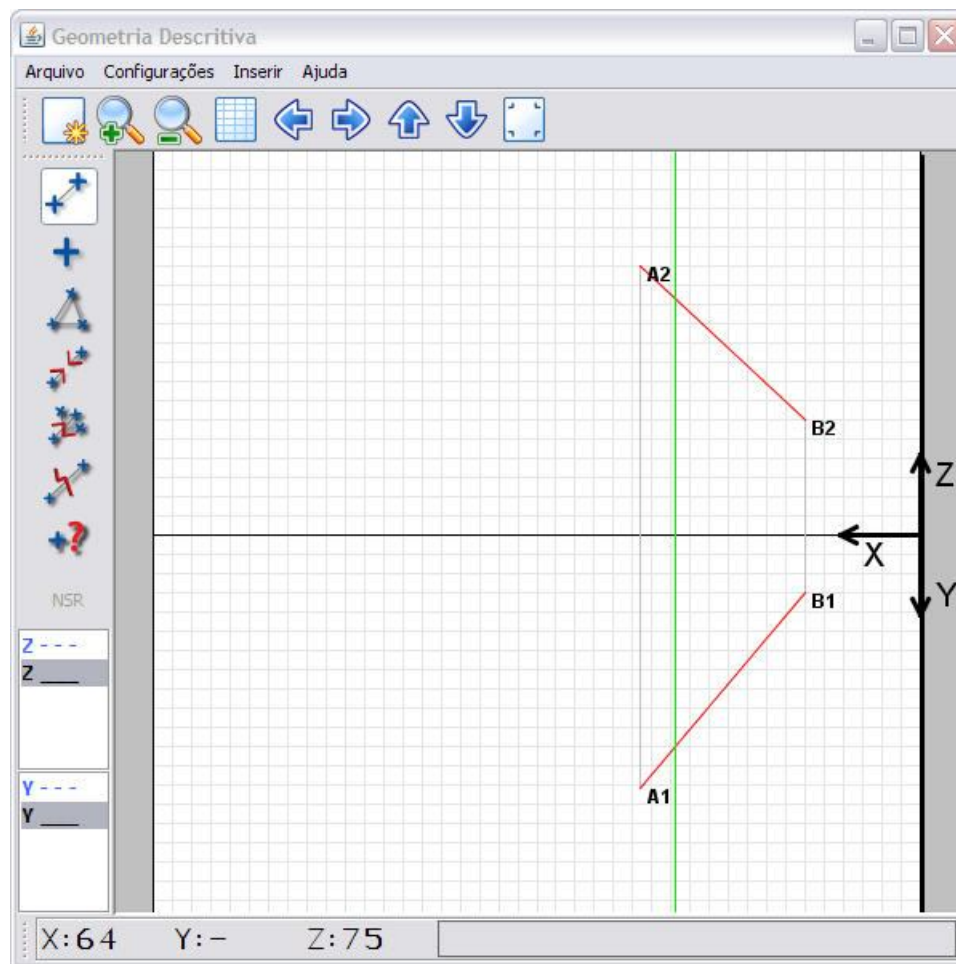 Geometria Descritiva
Arquivo Configurações Inserir Ajuda
A2
B2
Z
X
Y
B1
A1
NSR
Z - - -
Z ___
Y - - -
Y ___
X:64 Y:- Z:75